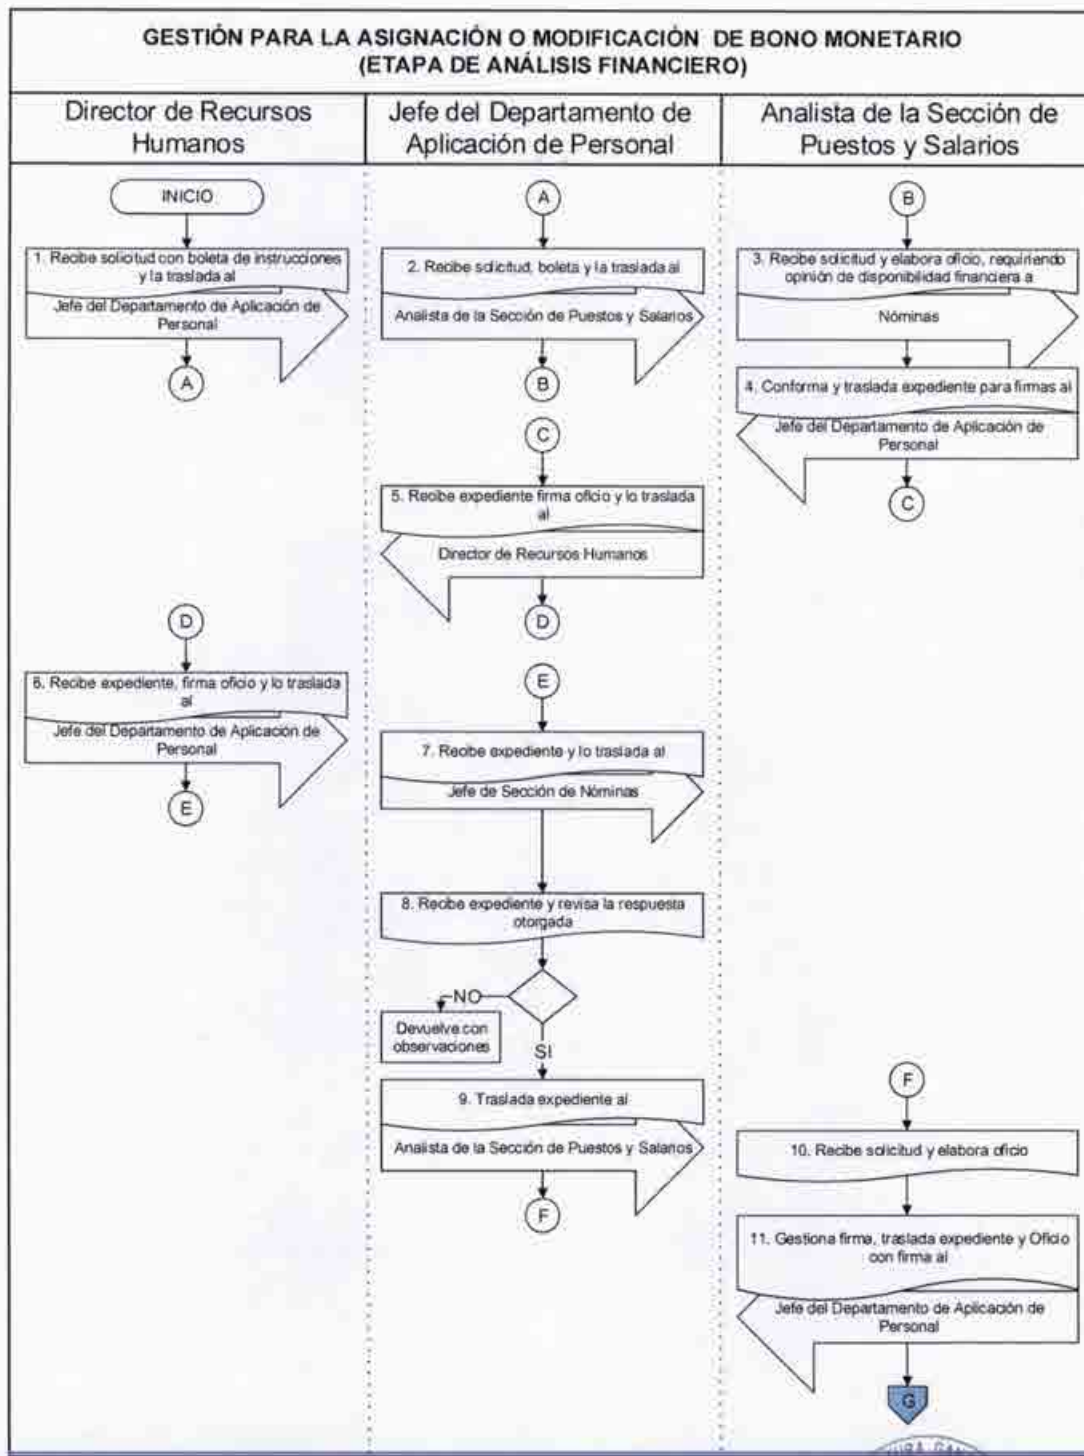 GESTIÓN PARA LA ASIGNACIÓN O MODIFICACIÓN DE BONO MONETARIO
(ETAPA DE ANÁLISIS FINANCIERO)
Director de Recursos
Humanos
Jefe del Departamento de
Aplicación de Personal
Analista de la Sección de
Puestos y Salarios
INICIO
1. Recibe solicitud con boleta de instrucciones
y la traslada al
Jefe del Departamento de Aplicación de
Personal
A
A
2. Recibe solicitud, boleta y la traslada al
Analista de la Sección de Puestos y Salarios
B
B
3. Recibe solicitud y elabora oficio, requiriendo
opinión de disponibilidad financiera a
Nóminas
4. Conforma y traslada expediente para firmas al
Jefe del Departamento de Aplicación de
Personal
C
C
5. Recibe expediente firma oficio y lo traslada
al
Director de Recursos Humanos
D
D
6. Recibe expediente, firma oficio y lo traslada
al
Jefe del Departamento de Aplicación de
Personal
E
E
7. Recibe expediente y lo traslada al
Jefe de Sección de Nóminas
8. Recibe expediente y revisa la respuesta
otorgada
NO
Devuelve con
observaciones
SI
9. Traslada expediente al
Analista de la Sección de Puestos y Salarios
F
F
10. Recibe solicitud y elabora oficio
11. Gestiona firma, traslada expediente y Oficio
con firma al
Jefe del Departamento de Aplicación de
Personal
G